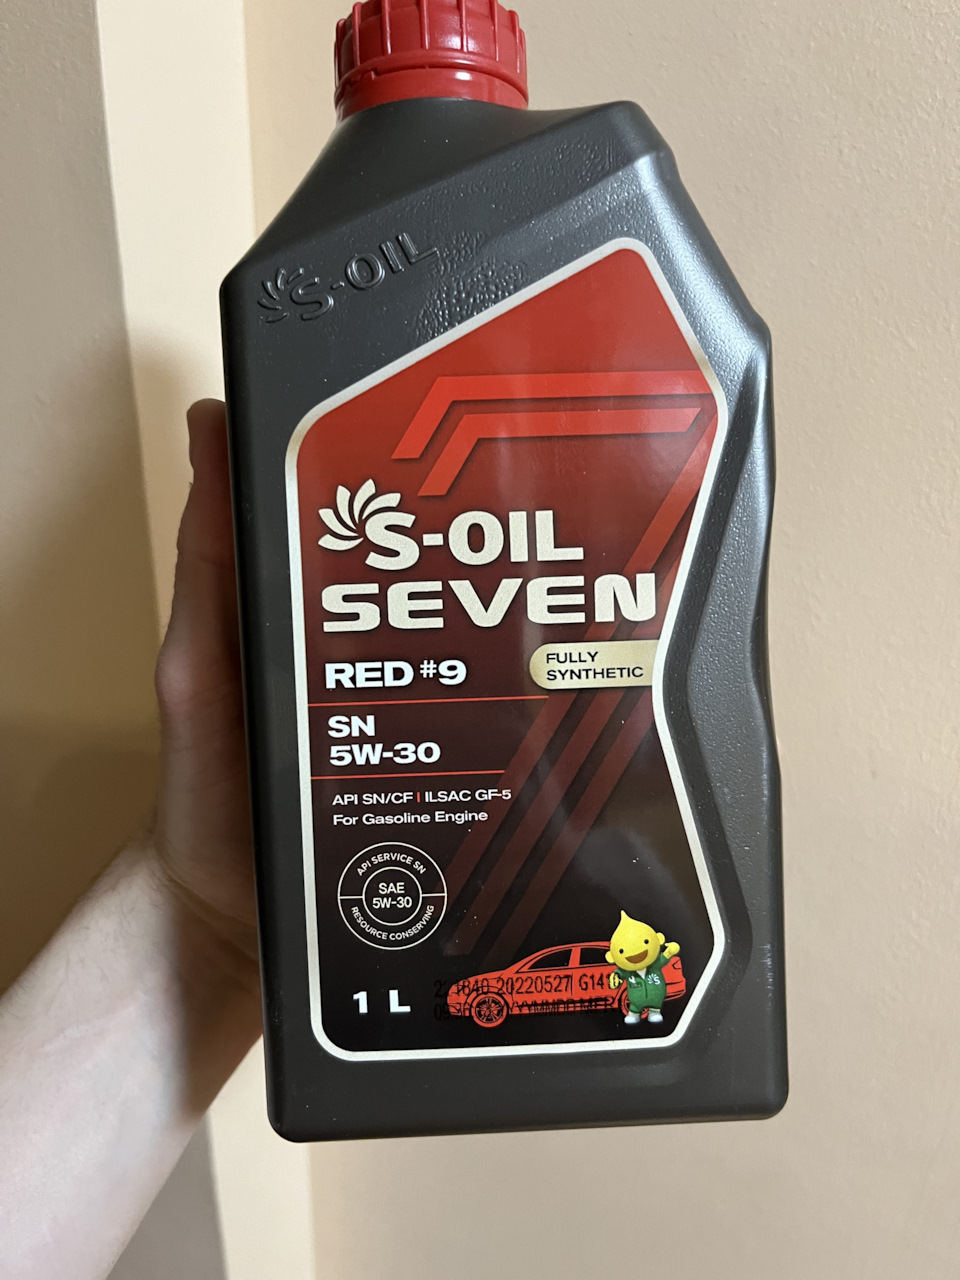 S-OIL
S-OIL
SEVEN
RED #9
FULLY
SYNTHETIC
SN
5W-30
API SN/CF | ILSAC GF-5
For Gasoline Engine
API SERVICE SN
SAE
5W-30
RESOURCE CONSERVING
1 L
20220527